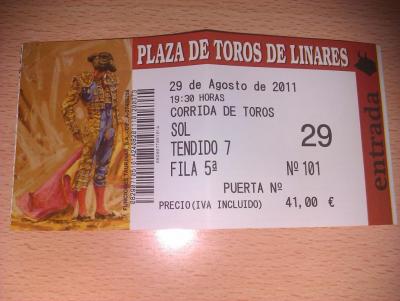 PLAZA DE TOROS DE LINARES
29 de Agosto de 2011
19:30 HORAS
CORRIDA DE TOROS
SOL
29
TENDIDO 7
FILA 5ª
Nº 101
PUERTA Nº
PRECIO(IVA INCLUIDO) 41,00 €
entrada